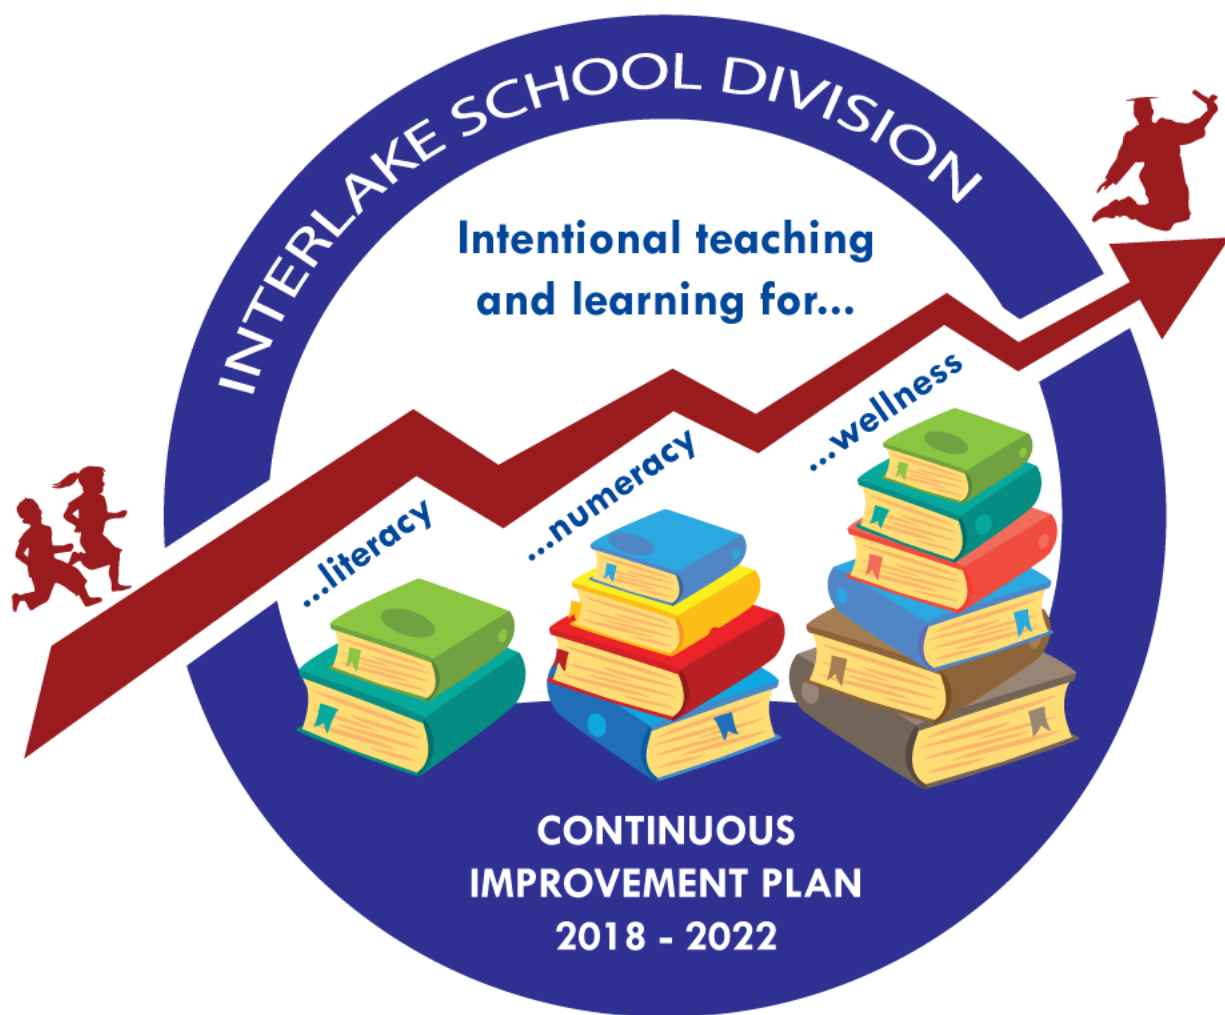 INTERLAKE SCHOOL DIVISION
Intentional teaching
and learning for...
...literacy
...numeracy
...wellness
CONTINUOUS
IMPROVEMENT PLAN
2018 - 2022